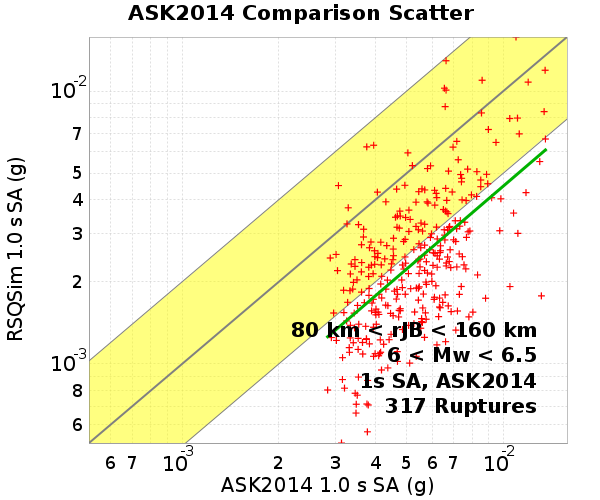 ASK2014 Comparison Scatter
RSQSim 1.0 s SA (g)
10-2
7
5
4
3
2
10-3
8
6
80 km < rJB < 160 km
6 < Mw < 6.5
1s SA, ASK2014
317 Ruptures
6 7 10-3 2 3 4 5 6 7 10-2
ASK2014 1.0 s SA (g)